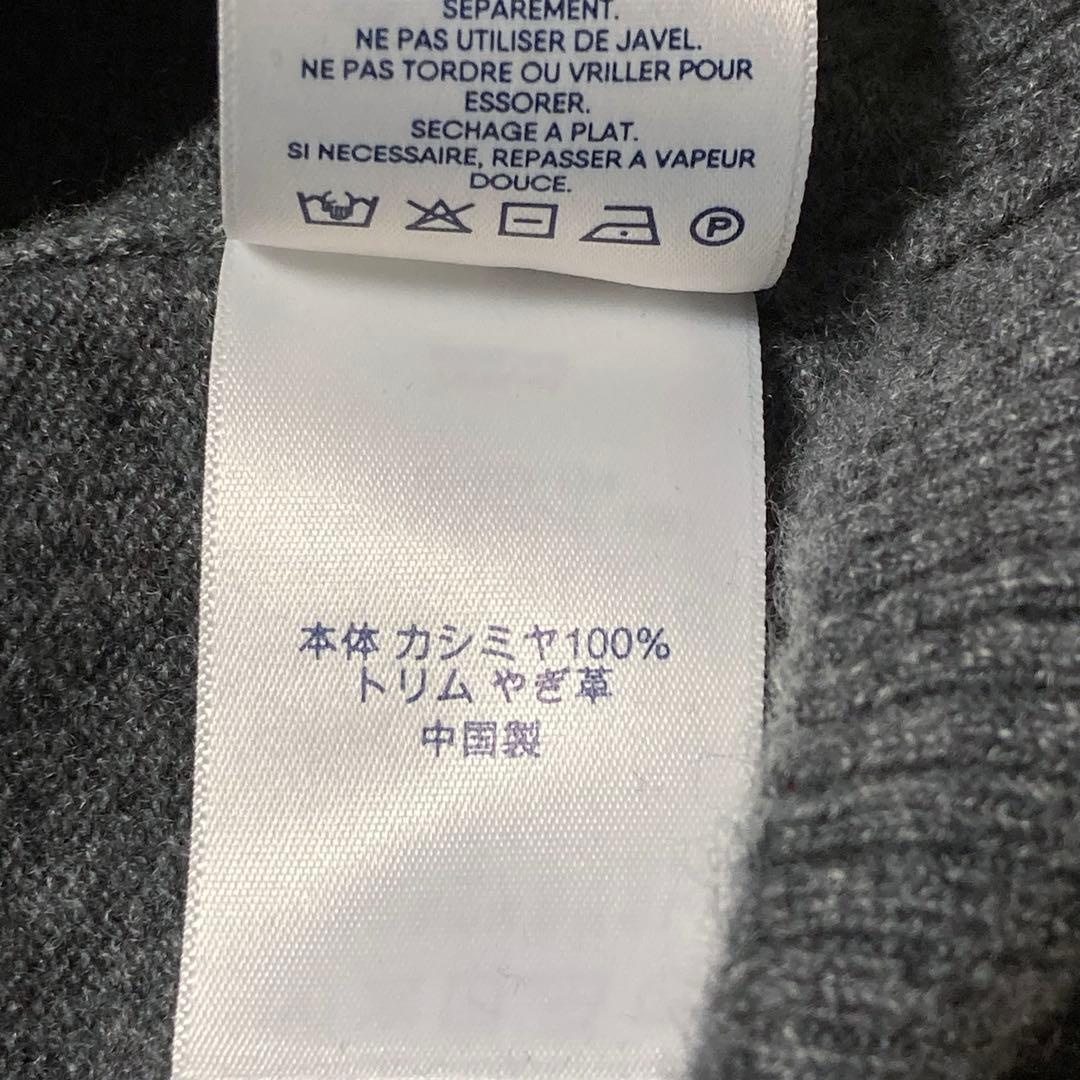 SEPAREMENT.
NE PAS UTILISER DE JAVEL.
NE PAS TORDRE OU VRILLER POUR
ESSORER.
SECHAGE A PLAT.
SI NECESSAIRE, REPASSER A VAPEUR
DOUCE.
P
本体 カシミヤ100%
トリム やぎ革
中国製